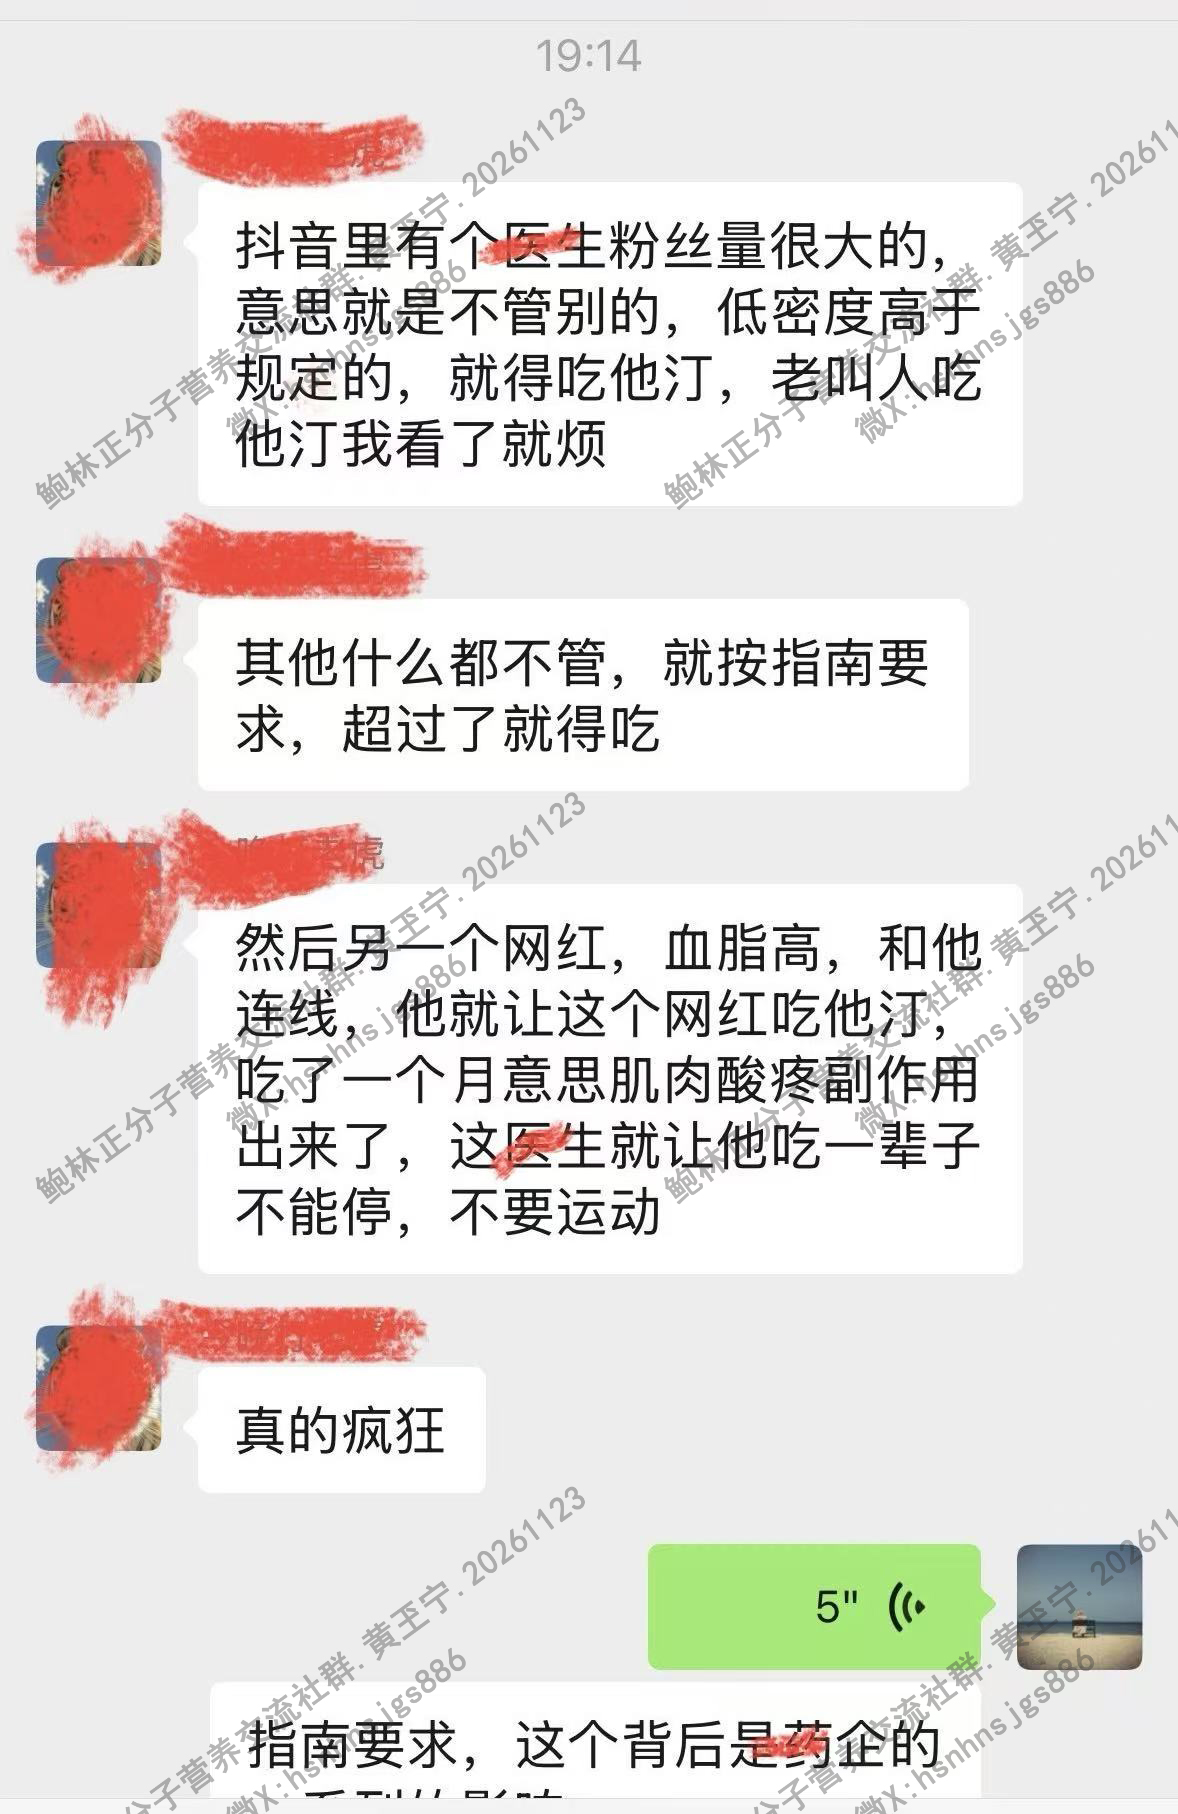 19:14
抖音里有个医生粉丝量很大的，
意思就是不管别的，低密度高于
规定的，就得吃他汀，老叫人吃
他汀我看了就烦
其他什么都不管，就按指南要
求，超过了就得吃
然后另一个网红，血脂高，和他
连线，他就让这个网红吃他汀，
吃了一个月意思肌肉酸疼副作用
出来了，这医生就让他吃一辈子
不能停，不要运动
真的疯狂
5"
指南要求，这个背后是药企的
鲍林正分子营养交流社群.黄玉宁.20261123
微X:hsnhnsjgs886